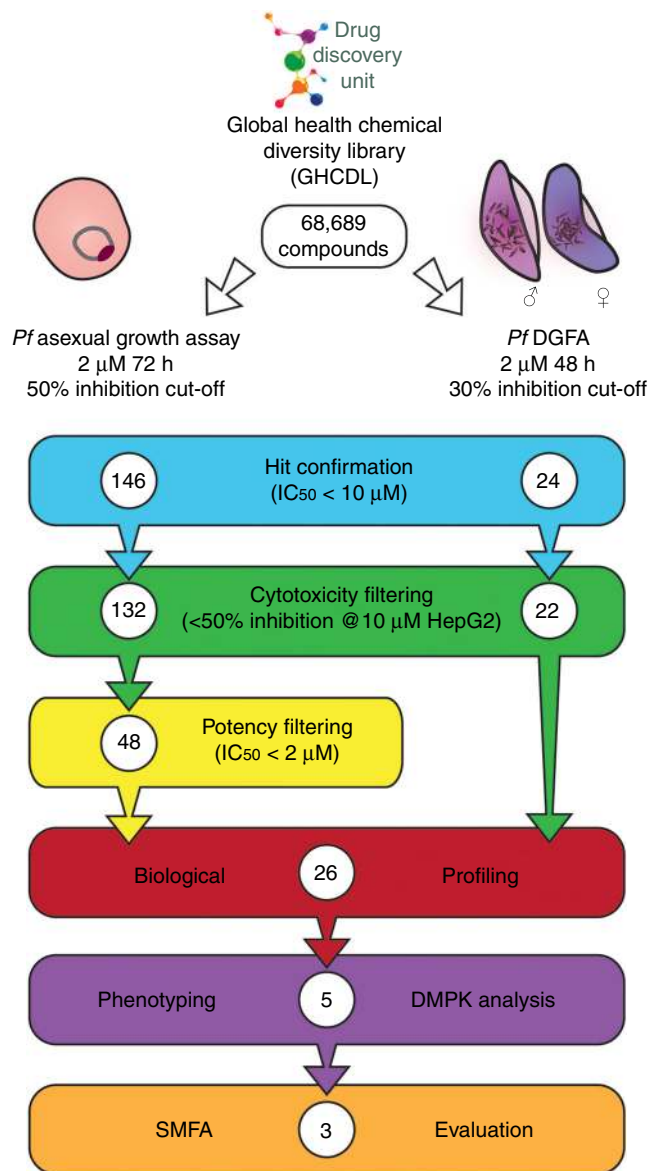 Drug
discovery
unit
Global health chemical
diversity library
(GHCDL)
68,689
compounds
♂ ♀
Pf asexual growth assay
2 μM 72 h
50% inhibition cut-off
Pf DGFA
2 μM 48 h
30% inhibition cut-off
146
Hit confirmation
(IC50 < 10 μM)
24
132
Cytotoxicity filtering
(<50% inhibition @10 μM HepG2)
22
48
Potency filtering
(IC50 < 2 μM)
Biological 26 Profiling
Phenotyping 5 DMPK analysis
SMFA 3 Evaluation